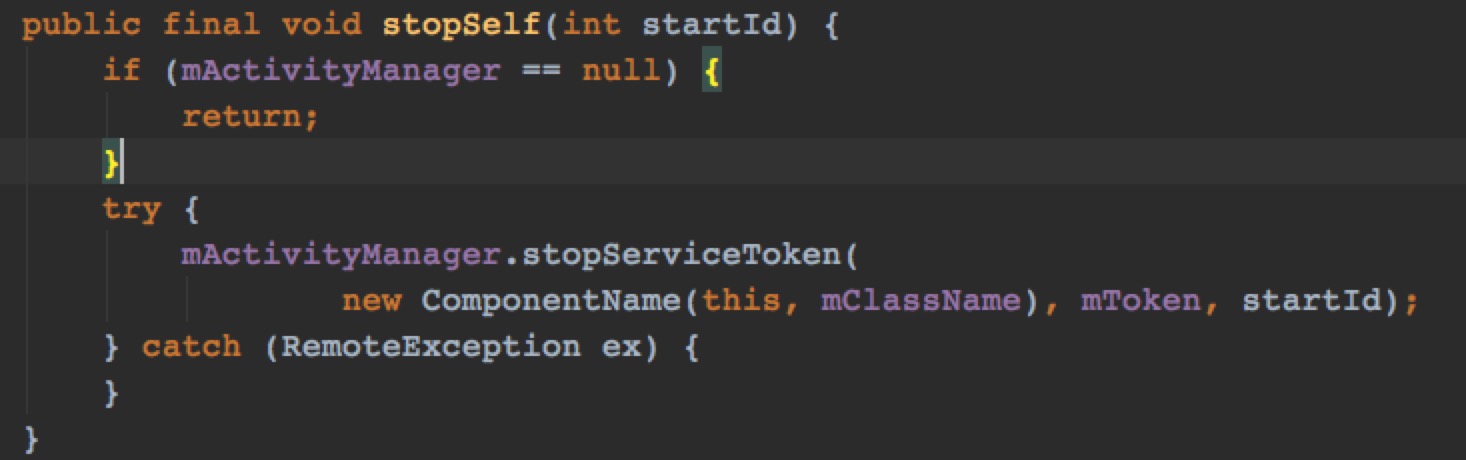 public final void stopSelf(int startId) {
if (mActivityManager == null) {
return;
}
try {
mActivityManager.stopServiceToken(
new ComponentName(this, mClassName), mToken, startId);
} catch (RemoteException ex) {
}
}